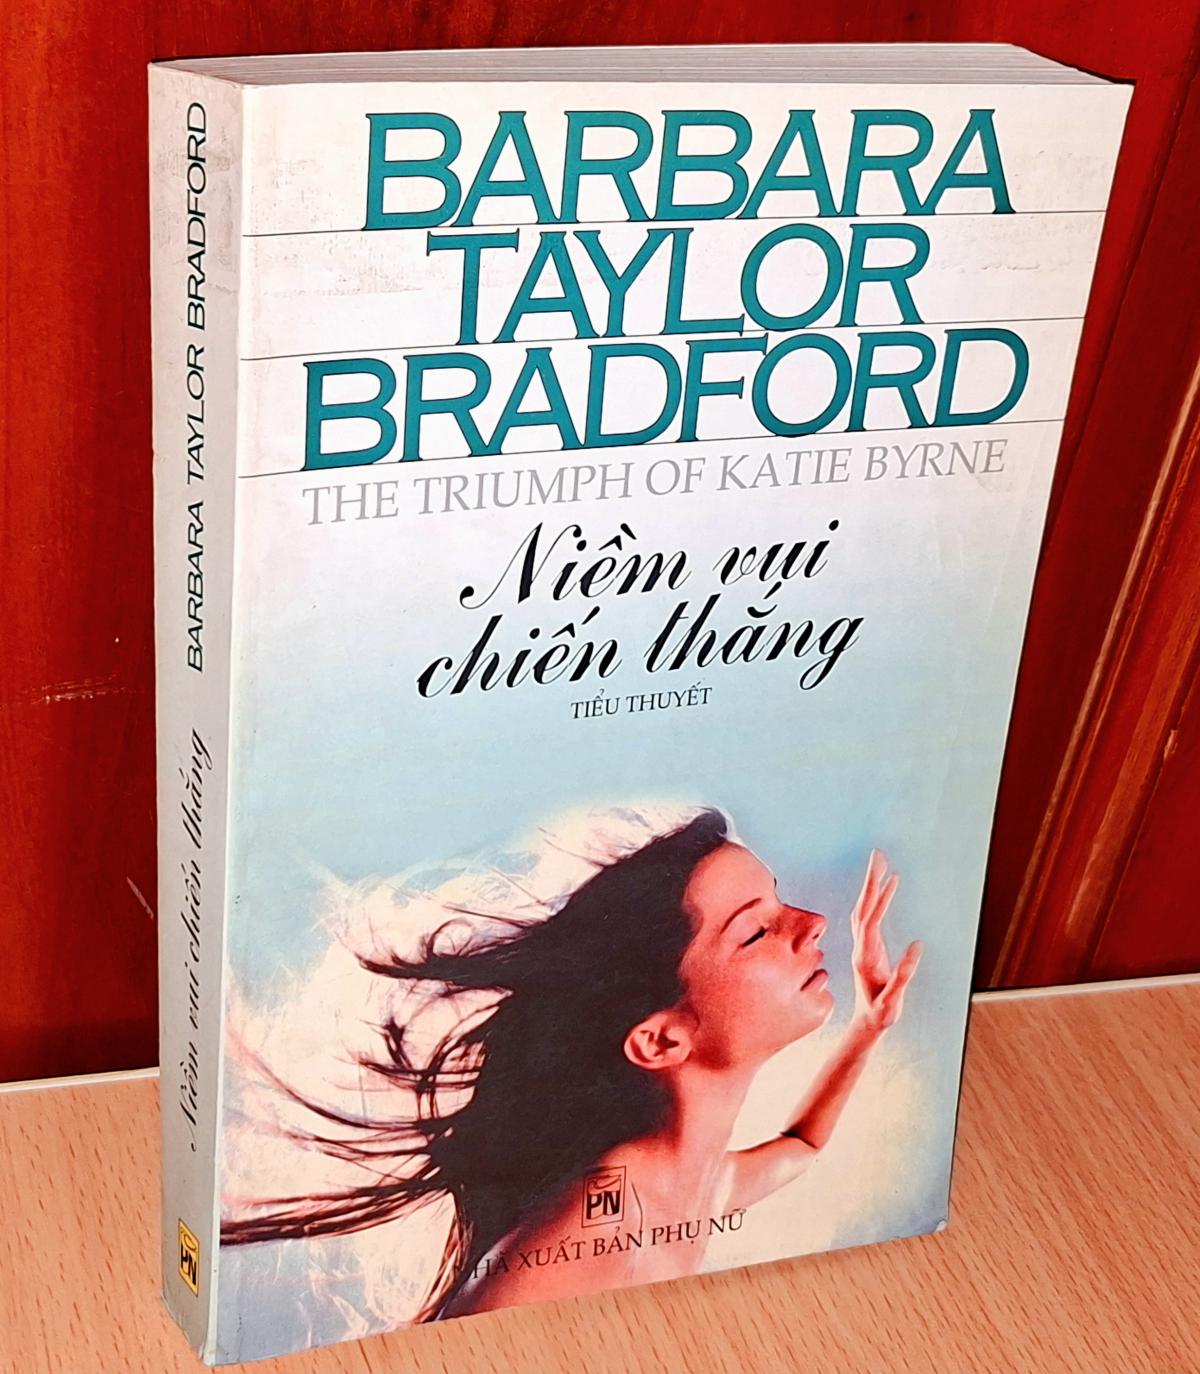 BARBARA
TAYLOR
BRADFORD
THE TRIUMPH OF KATIE BYRNE
Niềm vui
chiến thắng
TIỂU THUYẾT
PN
NHÀ XUẤT BẢN PHỤ NỮ
BARBARA TAYLOR BRADFORD
Niềm vui chiến thắng
PN